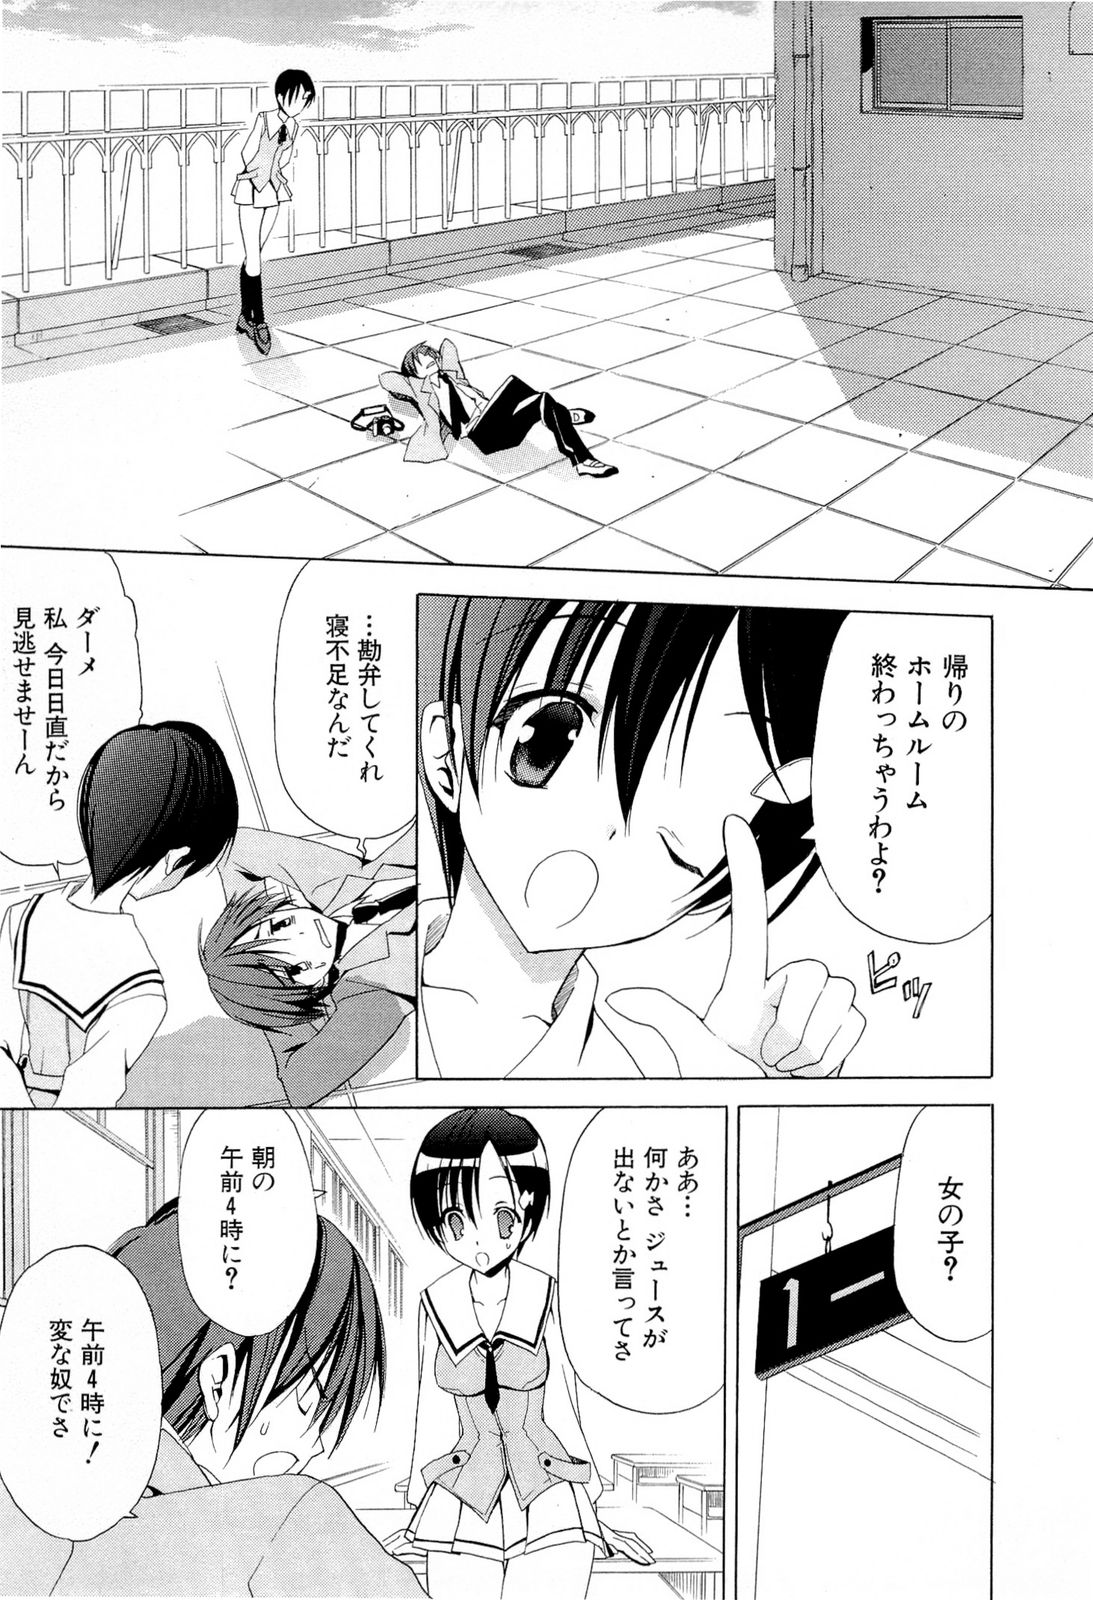 帰りの
ホームルーム
終わっちゃうわよ？
ピッ
…勘弁してくれ
寝不足なんだ
ダーメ
私 今日日直だから
見逃せませーん
女の子？
1－
ああ…
何かさ ジュースが
出ないとか言ってさ
朝の
午前4時に？
午前4時に！
変な奴でさ